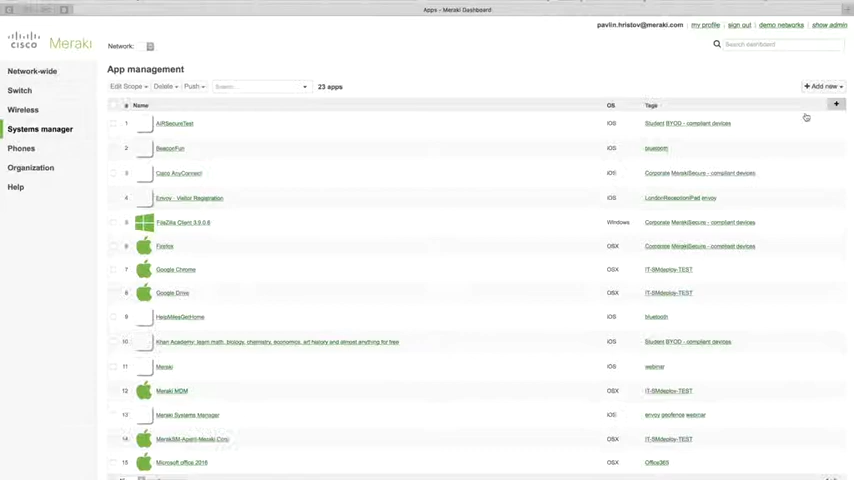 Apps – Meraki Dashboard
pavlin.hristov@meraki.com | my profile | sign out | demo networks | show admin
cisco Meraki
Network:
Search dashboard
Network-wide
Switch
Wireless
Systems manager
Phones
Organization
Help
App management
Edit Scope Delete Push Search... 23 apps + Add new
# Name OS Tags +
1 AIRSecureTest iOS Student BYOD - compliant devices
2 BeaconFun iOS bluetooth
3 Cisco AnyConnect iOS Corporate MerakiSecure - compliant devices
4 Envoy - Visitor Registration iOS LondonReceptionPad envoy
5 FileZilla Client 3.9.0.6 Windows Corporate MerakiSecure - compliant devices
6 Firefox OSX Corporate MerakiSecure - compliant devices
7 Google Chrome OSX IT-SMdeploy-TEST
8 Google Drive OSX IT-SMdeploy-TEST
9 HelpMeesGetHome iOS bluetooth
10 Khan Academy: learn math, biology, chemistry, economics, art history and almost anything for free iOS Student BYOD - compliant devices
11 Meraki iOS webinar
12 Meraki MDM OSX IT-SMdeploy-TEST
13 Meraki Systems Manager iOS envoy geofence webinar
14 MerakiSM-Agent-Meraki Corp OSX IT-SMdeploy-TEST
15 Microsoft office 2016 OSX Office365